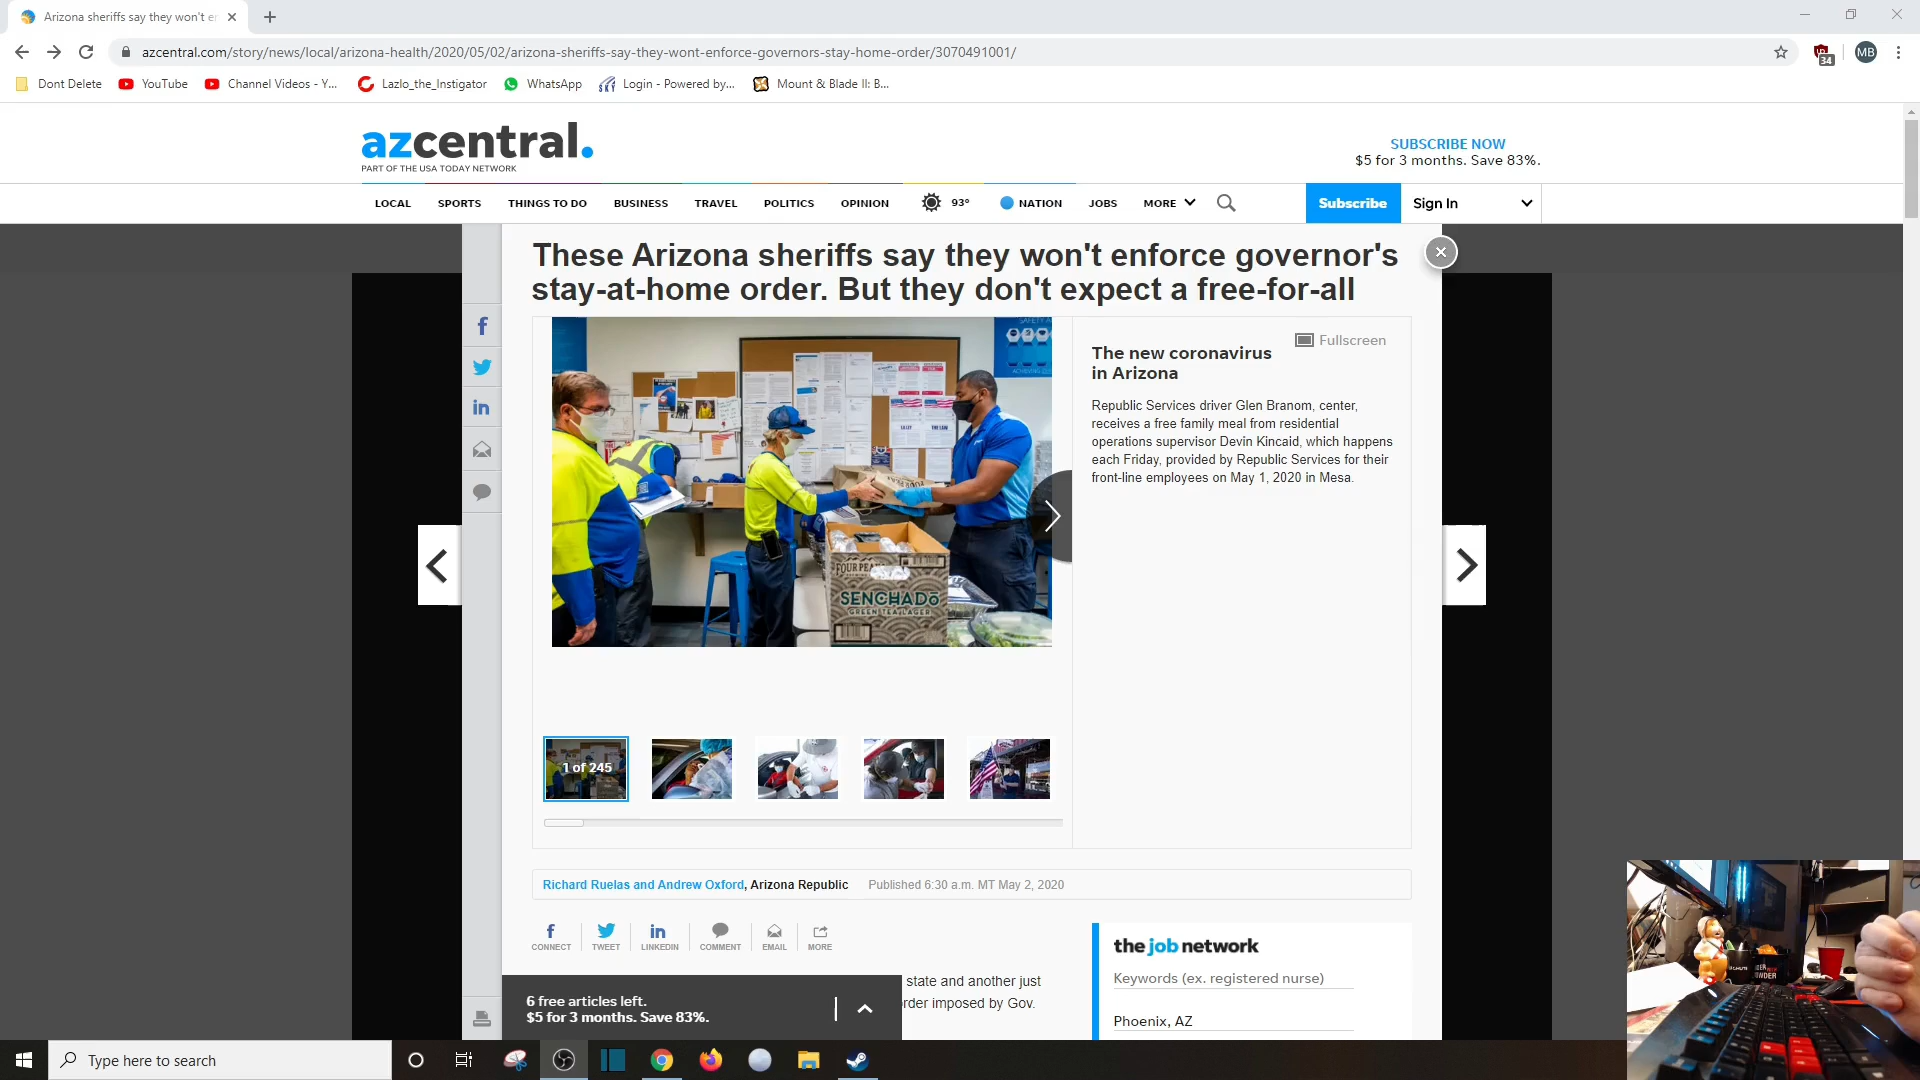 Arizona sheriffs say they won't er
azcentral.com/story/news/local/arizona-health/2020/05/02/arizona-sheriffs-say-they-wont-enforce-governors-stay-home-order/3070491001/
34
MB
Dont Delete
YouTube
Channel Videos - Y...
Lazlo_the_Instigator
WhatsApp
Login - Powered by...
Mount & Blade II: B...
azcentral.
PART OF THE USA TODAY NETWORK
SUBSCRIBE NOW
$5 for 3 months. Save 83%.
LOCAL
SPORTS
THINGS TO DO
BUSINESS
TRAVEL
POLITICS
OPINION
93°
NATION
JOBS
MORE
Subscribe
Sign In
These Arizona sheriffs say they won't enforce governor's
stay-at-home order. But they don't expect a free-for-all
Fullscreen
The new coronavirus
in Arizona
Republic Services driver Glen Branom, center,
receives a free family meal from residential
operations supervisor Devin Kincaid, which happens
each Friday, provided by Republic Services for their
front-line employees on May 1, 2020 in Mesa.
FOUR PEA
SENCHADō
GREEN TEA LAGER
1 of 245
Richard Ruelas and Andrew Oxford, Arizona Republic
Published 6:30 a.m. MT May 2, 2020
CONNECT
TWEET
LINKEDIN
COMMENT
EMAIL
MORE
state and another just
rder imposed by Gov.
6 free articles left.
$5 for 3 months. Save 83%.
the job network
Keywords (ex. registered nurse)
Phoenix, AZ
Type here to search